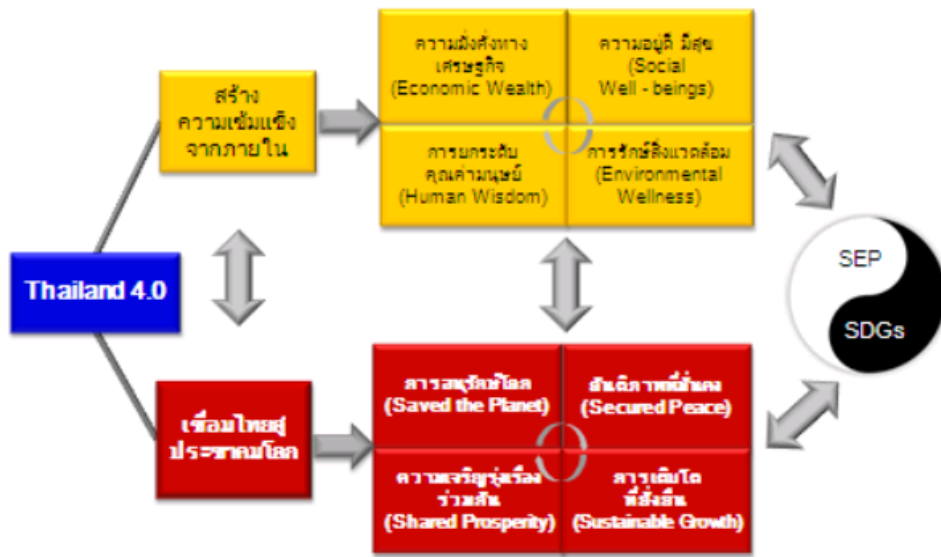 Thailand 4.0
สร้าง
ความเข้มแข็ง
จากภายใน
ความมั่งคั่งทาง
เศรษฐกิจ
(Economic Wealth)
ความอยู่ดี มีสุข
(Social
Well - beings)
การยกระดับ
คุณค่ามนุษย์
(Human Wisdom)
การรักษ์สิ่งแวดล้อม
(Environmental
Wellness)
SEP
SDGs
เชื่อมไทยสู่
ประชาคมโลก
การอนุรักษ์โลก
(Saved the Planet)
สันติภาพที่มั่นคง
(Secured Peace)
ความเจริญรุ่งเรือง
ร่วมกัน
(Shared Prosperity)
การเติบโต
ที่ยั่งยืน
(Sustainable Growth)